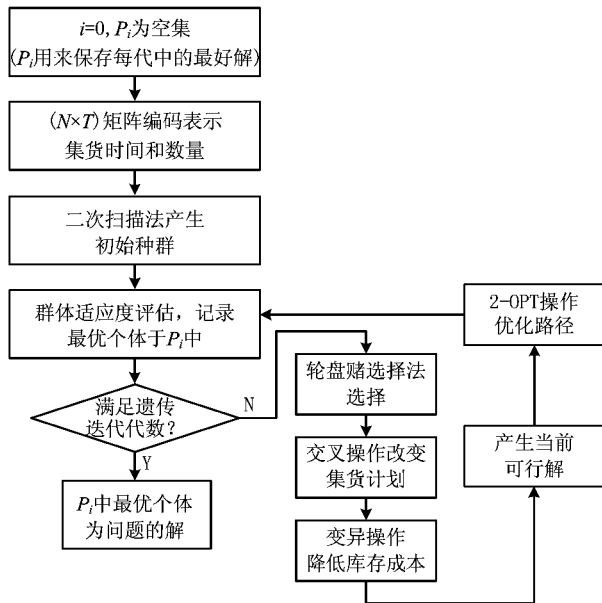 i=0, Pi为空集
(Pi用来保存每代中的最好解)
(N×T)矩阵编码表示
集货时间和数量
二次扫描法产生
初始种群
群体适应度评估，记录
最优个体于Pi中
满足遗传
迭代代数？
N
Y
Pi中最优个体
为问题的解
轮盘赌选择法
选择
交叉操作改变
集货计划
变异操作
降低库存成本
产生当前
可行解
2-OPT操作
优化路径